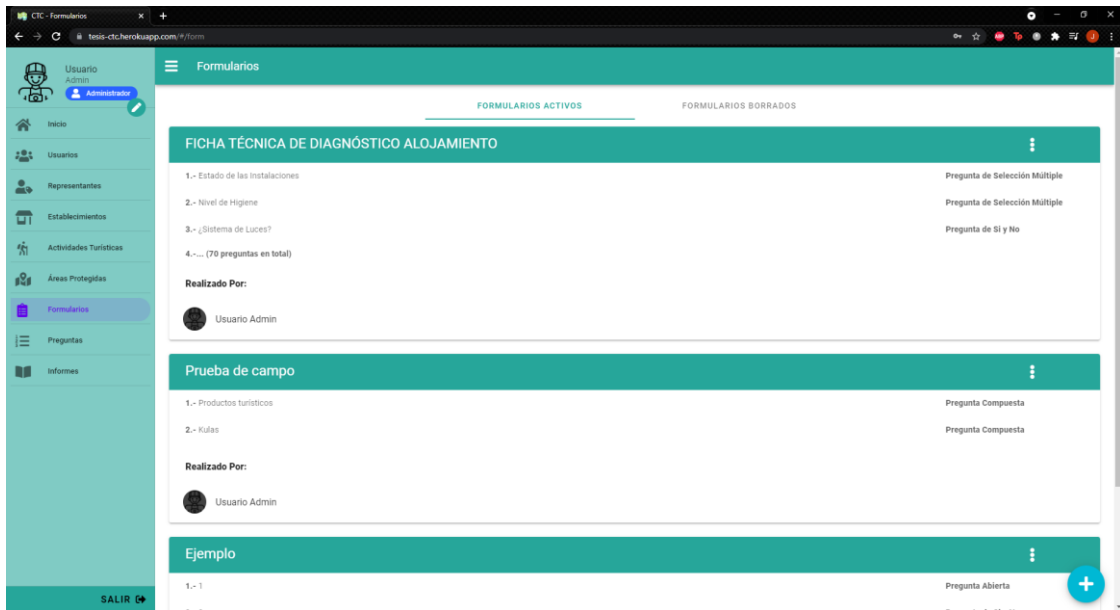 CTC - Formularios
tesis-ctc.herokuapp.com/#/form
Usuario
Admin
Administrador
Formularios
Inicio
Usuarios
Representantes
Establecimientos
Actividades Turísticas
Áreas Protegidas
Formularios
Preguntas
Informes
SALIR
FORMULARIOS ACTIVOS FORMULARIOS BORRADOS
FICHA TÉCNICA DE DIAGNÓSTICO ALOJAMIENTO
1.- Estado de las Instalaciones Pregunta de Selección Múltiple
2.- Nivel de Higiene Pregunta de Selección Múltiple
3.- ¿Sistema de Luces? Pregunta de Si y No
4.-... (70 preguntas en total)
Realizado Por:
Usuario Admin
Prueba de campo
1.- Productos turísticos Pregunta Compuesta
2.- Kulas Pregunta Compuesta
Realizado Por:
Usuario Admin
Ejemplo
1.- 1 Pregunta Abierta